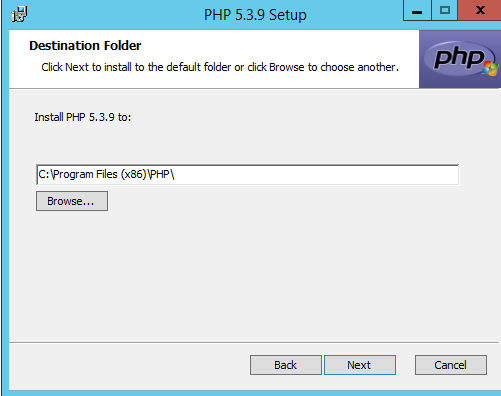 PHP 5.3.9 Setup
Destination Folder
Click Next to install to the default folder or click Browse to choose another.
php
Install PHP 5.3.9 to:
C:\Program Files (x86)\PHP\
Browse...
Back
Next
Cancel